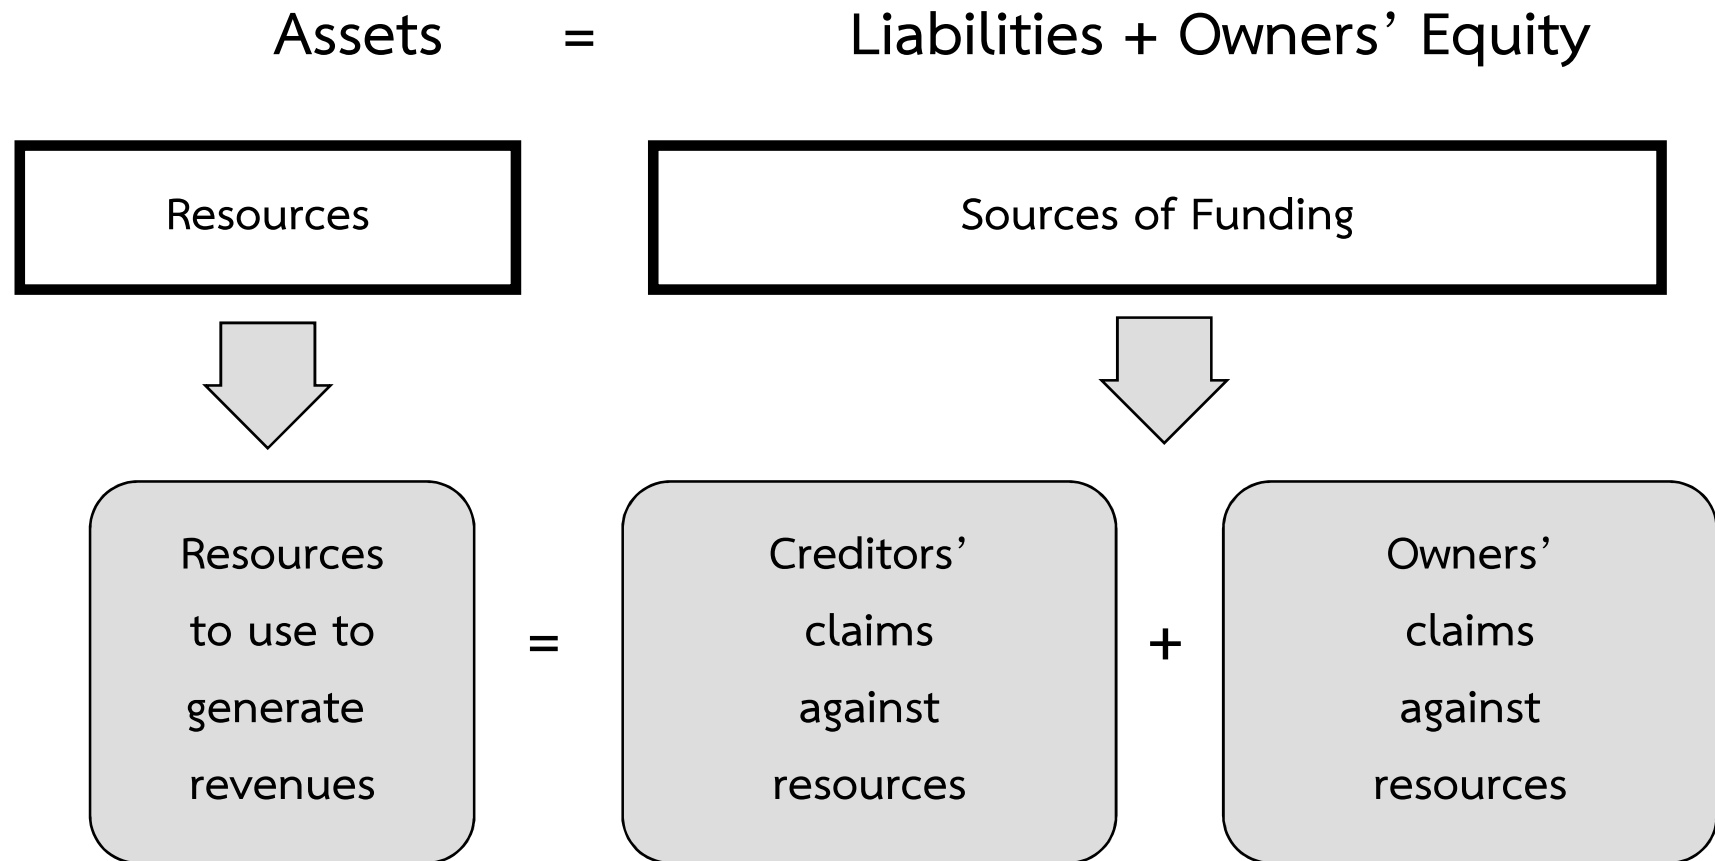 Assets = Liabilities + Owners’ Equity
Resources
Sources of Funding
Resources
to use to
generate
revenues
=
Creditors’
claims
against
resources
+
Owners’
claims
against
resources